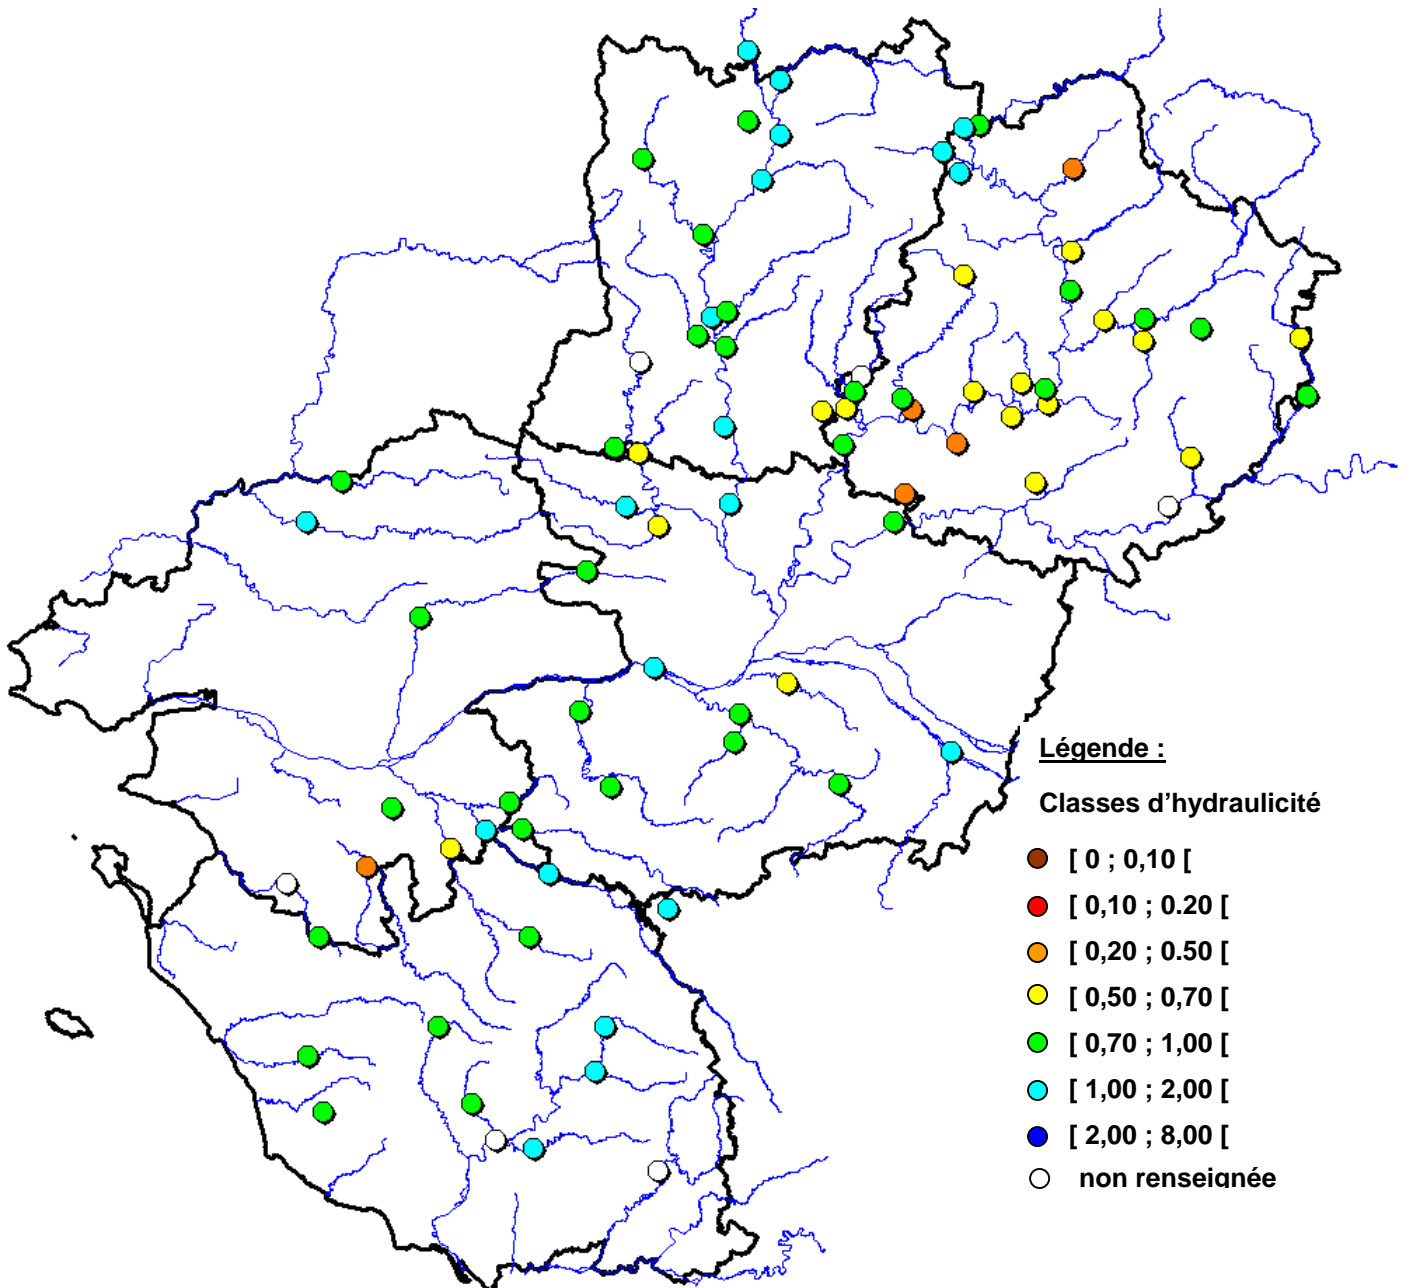 Légende :
Classes d'hydraulicité
[ 0 ; 0,10 [
[ 0,10 ; 0.20 [
[ 0,20 ; 0.50 [
[ 0,50 ; 0,70 [
[ 0,70 ; 1,00 [
[ 1,00 ; 2,00 [
[ 2,00 ; 8,00 [
non renseignée